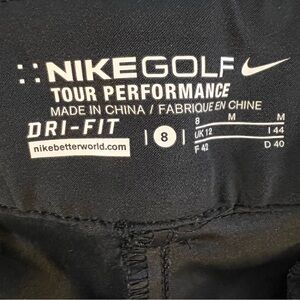 NIKEGOLF
TOUR PERFORMANCE
MADE IN CHINA / FABRIQUÉ EN CHINE
DRI-FIT
nikebetterworld.com
8
8 M M
UK 12 I 44
F 42 D 40